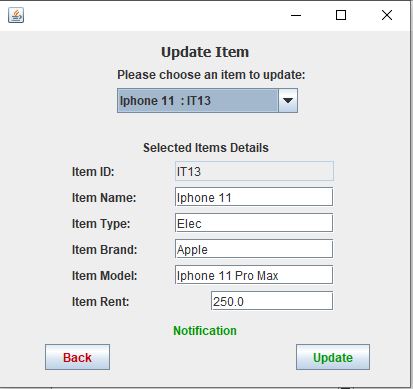 Update Item
Please choose an item to update:
Iphone 11 : IT13
Selected Items Details
Item ID: IT13
Item Name: Iphone 11
Item Type: Elec
Item Brand: Apple
Item Model: Iphone 11 Pro Max
Item Rent: 250.0
Notification
Back Update